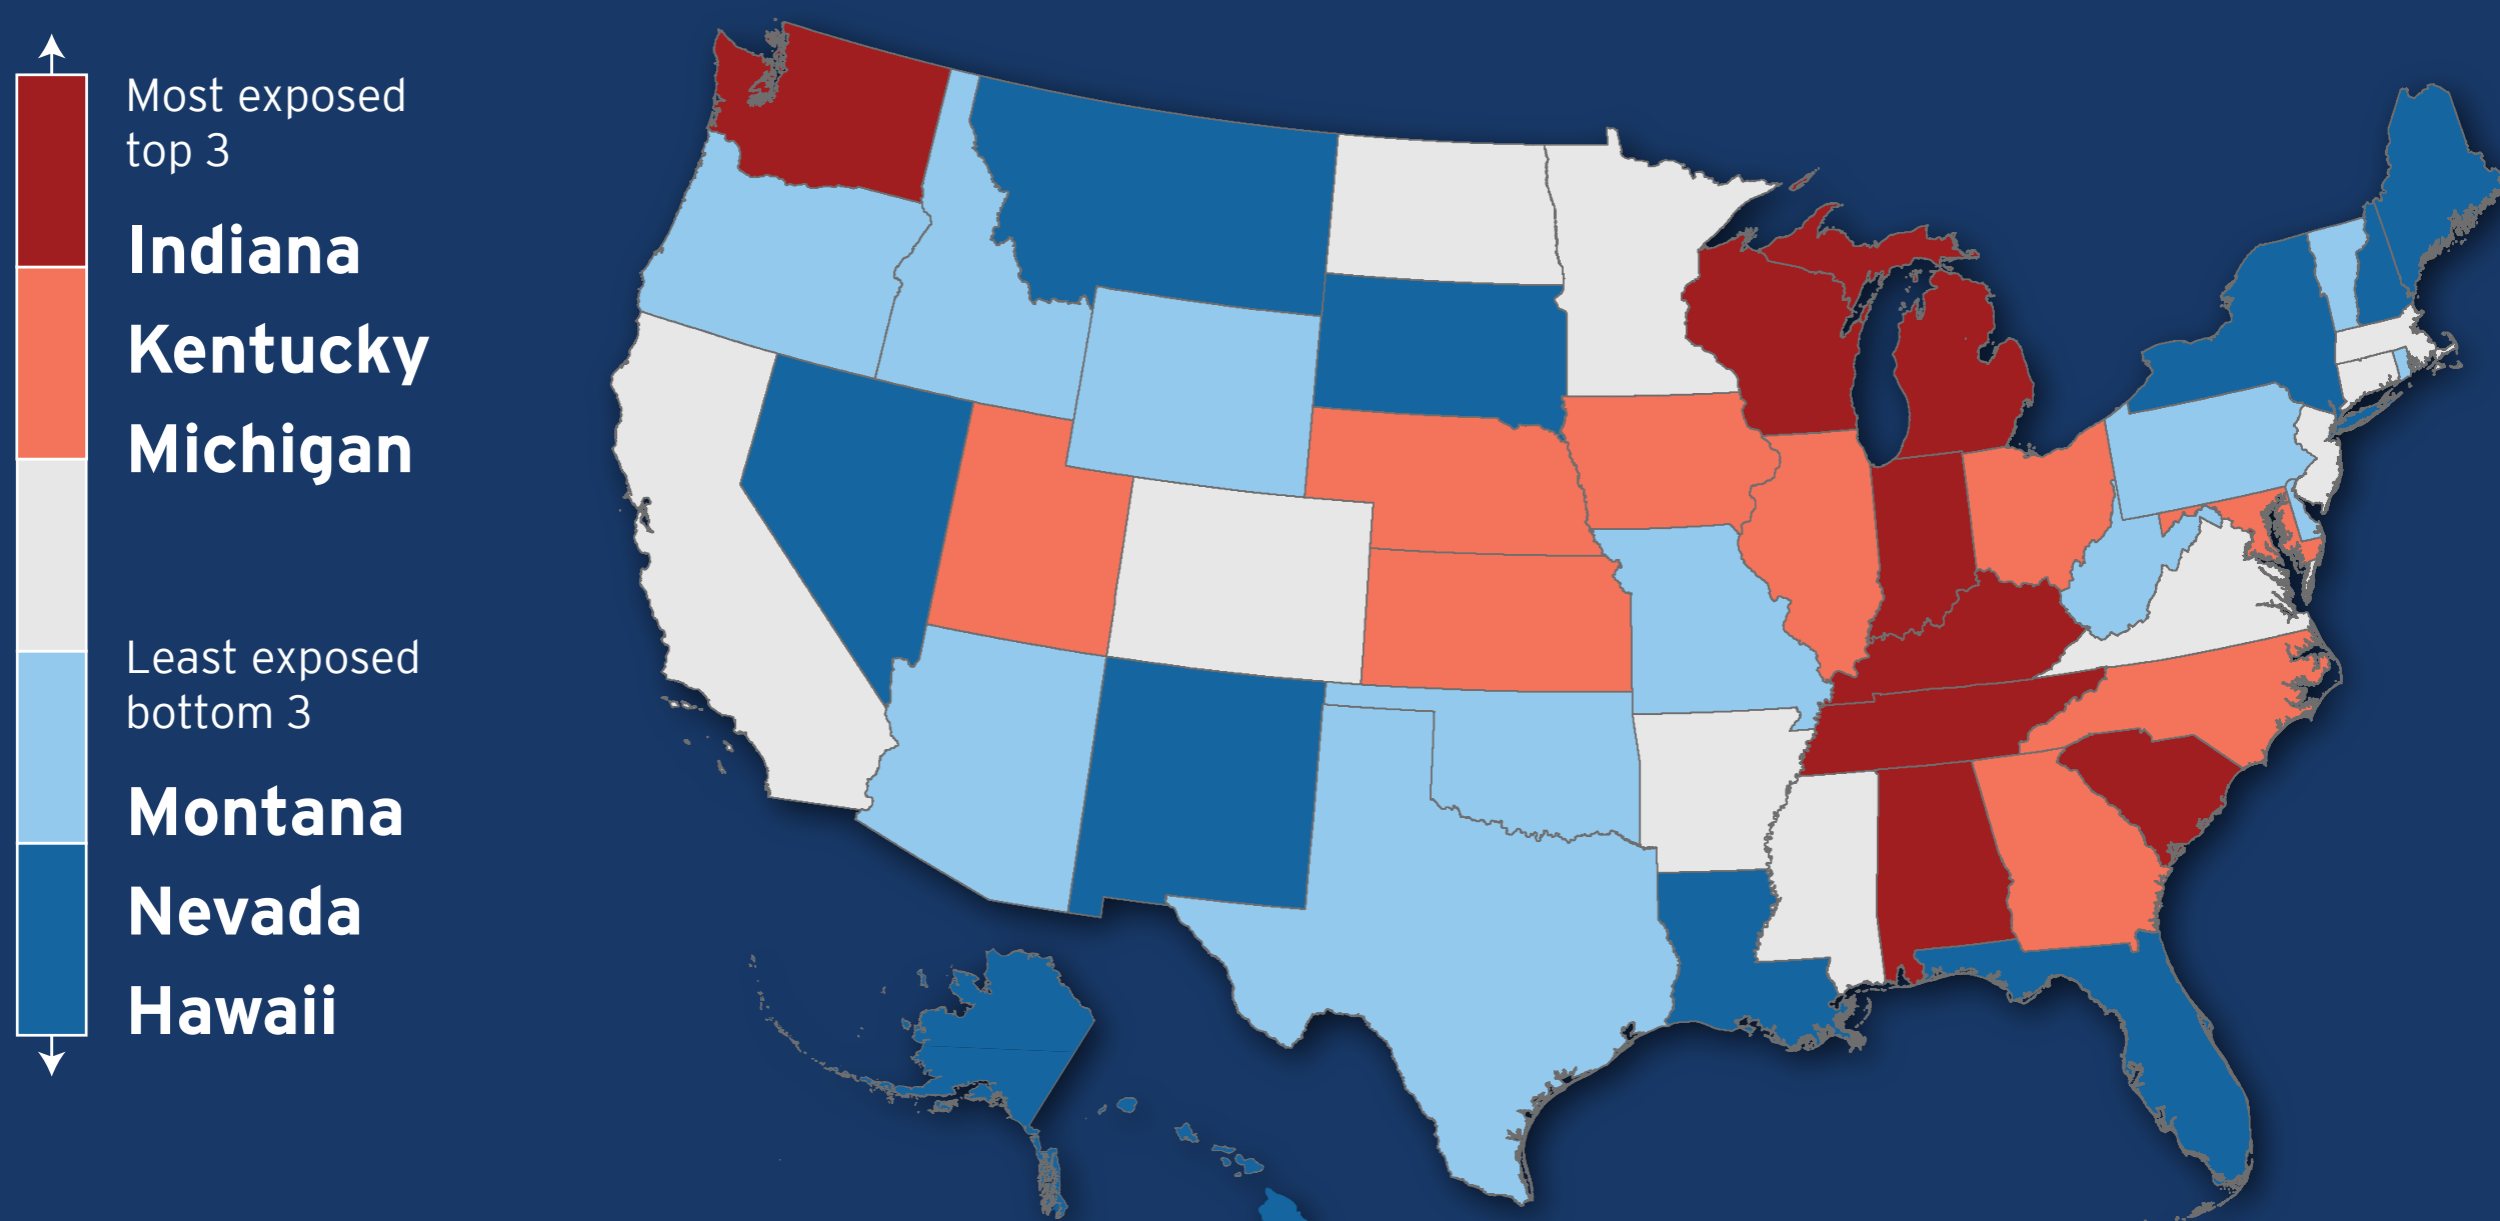 Most exposed
top 3
Indiana
Kentucky
Michigan
Least exposed
bottom 3
Montana
Nevada
Hawaii